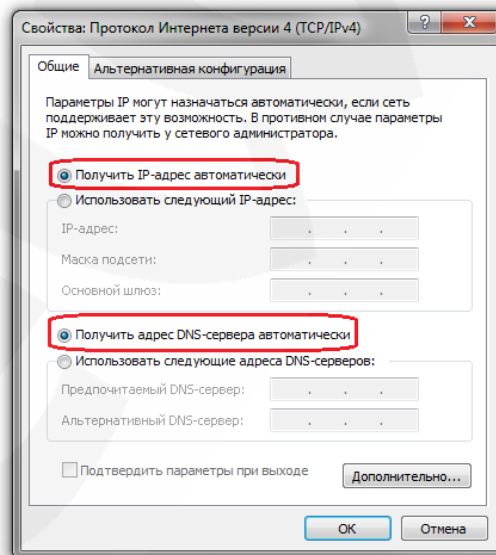 Свойства: Протокол Интернета версии 4 (TCP/IPv4)
Общие
Альтернативная конфигурация
Параметры IP могут назначаться автоматически, если сеть
поддерживает эту возможность. В противном случае параметры
IP можно получить у сетевого администратора.
Получить IP-адрес автоматически
Использовать следующий IP-адрес:
IP-адрес:
Маска подсети:
Основной шлюз:
Получить адрес DNS-сервера автоматически
Использовать следующие адреса DNS-серверов:
Предпочитаемый DNS-сервер:
Альтернативный DNS-сервер:
Подтвердить параметры при выходе
Дополнительно...
ОК
Отмена